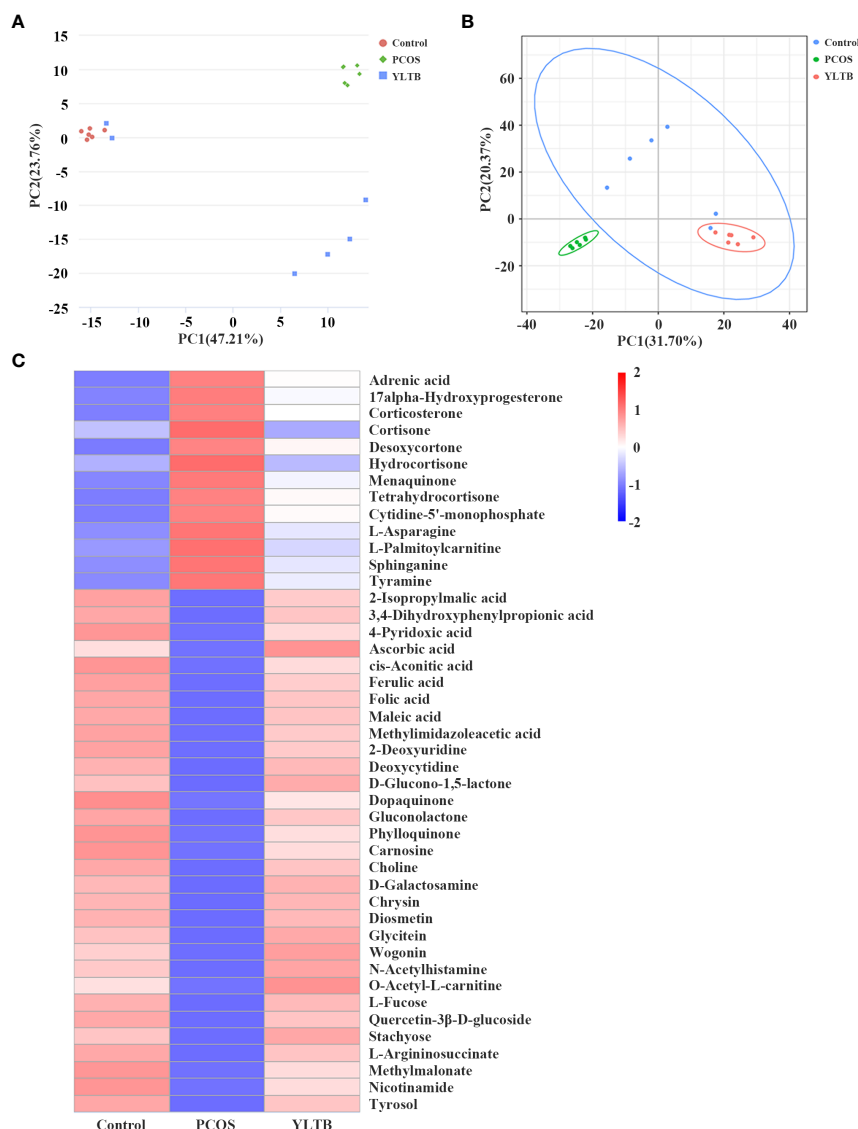 A
15
10
5
0
-5
-10
-15
-20
-25
-15
-10
-5
0
5
10
PC2(23.76%)
PC1(47.21%)
Control
PCOS
YLTB
B
60
40
20
0
-20
-40
-20
0
20
40
PC2(20.37%)
PC1(31.70%)
Control
PCOS
YLTB
C
Adrenic acid
17alpha-Hydroxyprogesterone
Corticosterone
Cortisone
Desoxycortone
Hydrocortisone
Menaquinone
Tetrahydrocortisone
Cytidine-5'-monophosphate
L-Asparagine
L-Palmitoylcarnitine
Sphinganine
Tyramine
2-Isopropylmalic acid
3,4-Dihydroxyphenylpropionic acid
4-Pyridoxic acid
Ascorbic acid
cis-Aconitic acid
Ferulic acid
Folic acid
Maleic acid
Methylimidazoleacetic acid
2-Deoxyuridine
Deoxycytidine
D-Glucono-1,5-lactone
Dopaquinone
Gluconolactone
Phylloquinone
Carnosine
Choline
D-Galactosamine
Chrysin
Diosmetin
Glycitein
Wogonin
N-Acetylhistamine
O-Acetyl-L-carnitine
L-Fucose
Quercetin-3β-D-glucoside
Stachyose
L-Argininosuccinate
Methylmalonate
Nicotinamide
Tyrosol
Control
PCOS
YLTB
2
1
0
-1
-2